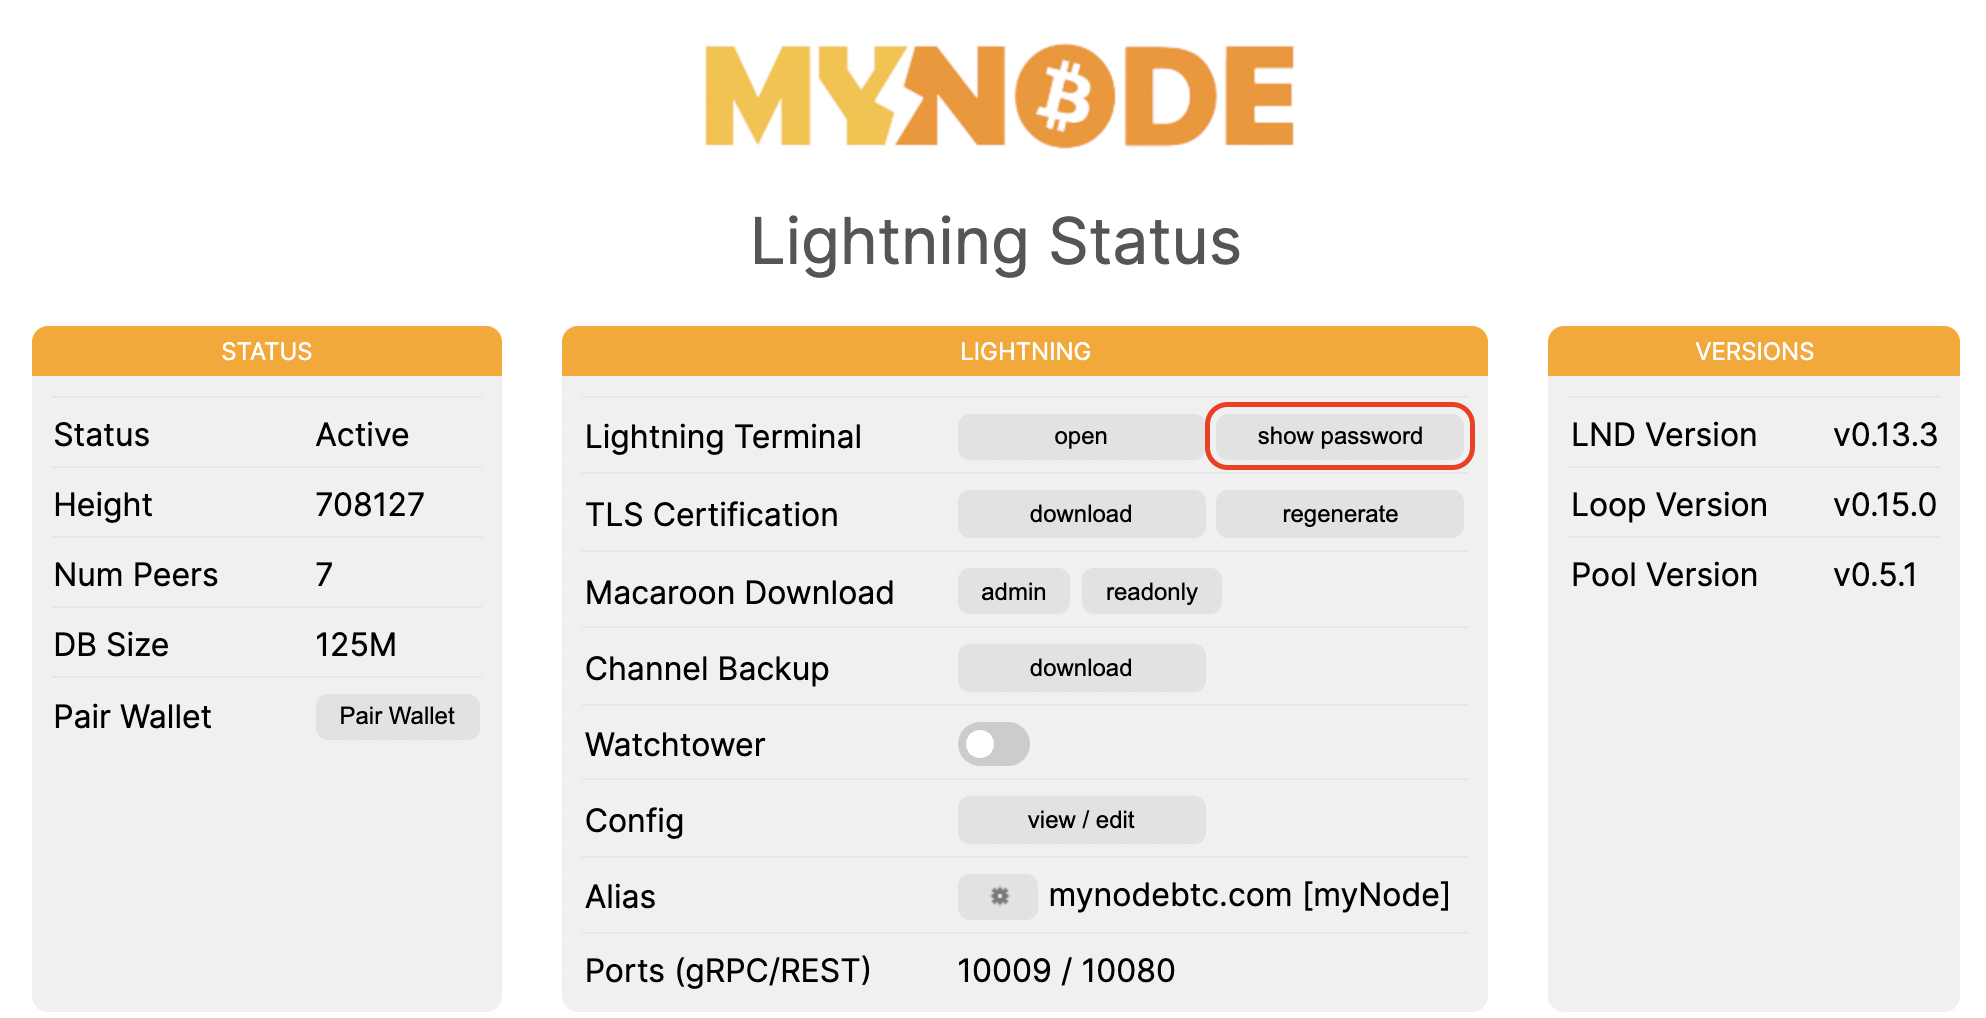 MYNODE
Lightning Status
STATUS
Status Active
Height 708127
Num Peers 7
DB Size 125M
Pair Wallet Pair Wallet
LIGHTNING
Lightning Terminal open show password
TLS Certification download regenerate
Macaroon Download admin readonly
Channel Backup download
Watchtower
Config view / edit
Alias mynodebtc.com [myNode]
Ports (gRPC/REST) 10009 / 10080
VERSIONS
LND Version v0.13.3
Loop Version v0.15.0
Pool Version v0.5.1